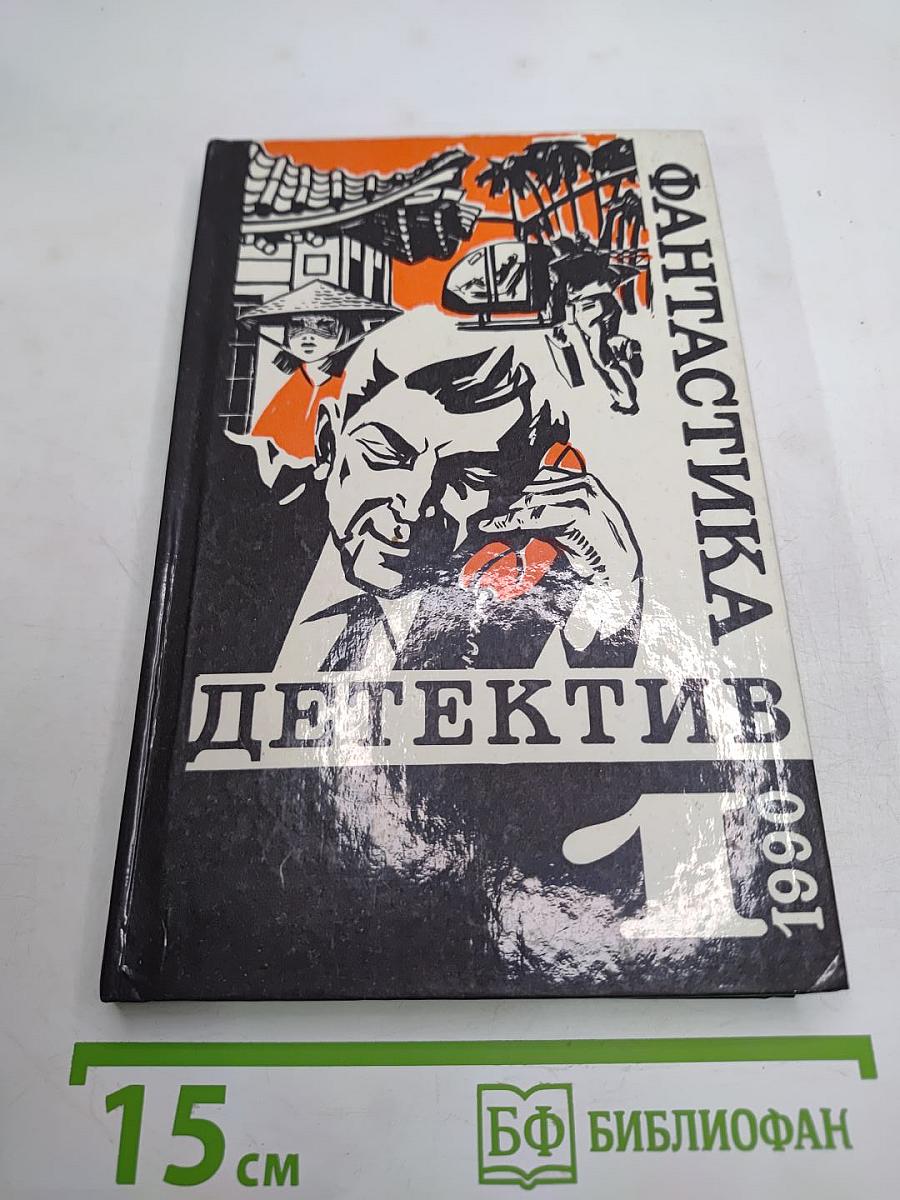 ФАНТАСТИКА
ДЕТЕКТИВ
1
1990
15 см
БФ БИБЛИОФАН